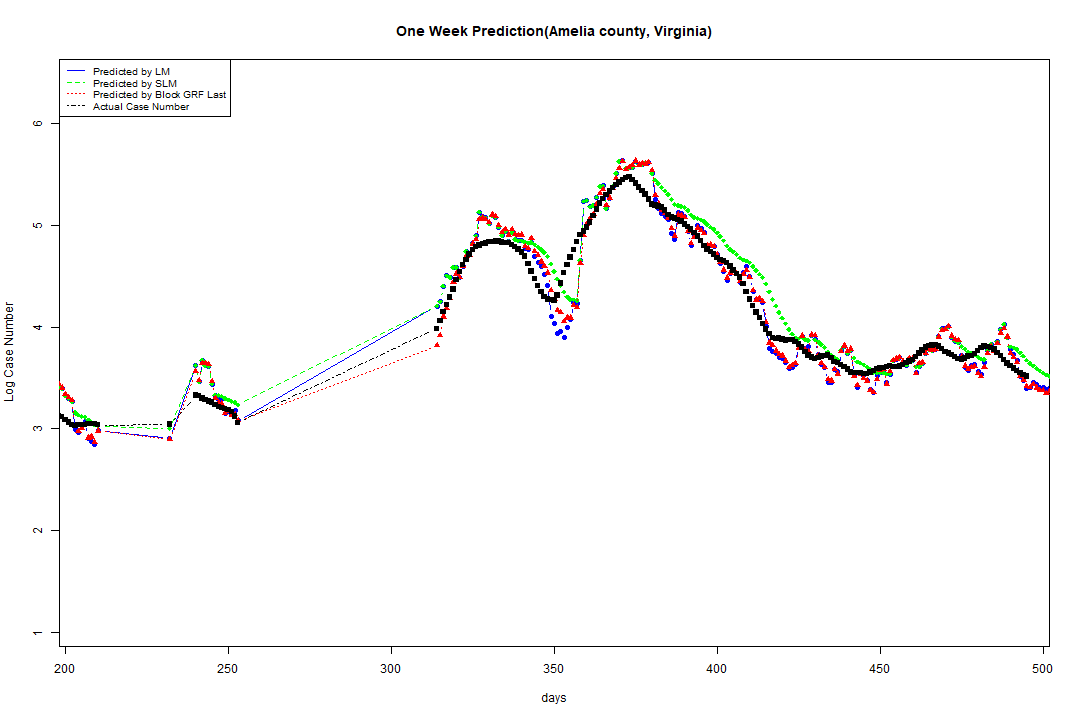 One Week Prediction(Amelia county, Virginia)
Predicted by LM
Predicted by SLM
Predicted by Block GRF Last
Actual Case Number
Log Case Number
6
5
4
3
2
1
200 250 300 350 400 450 500
days